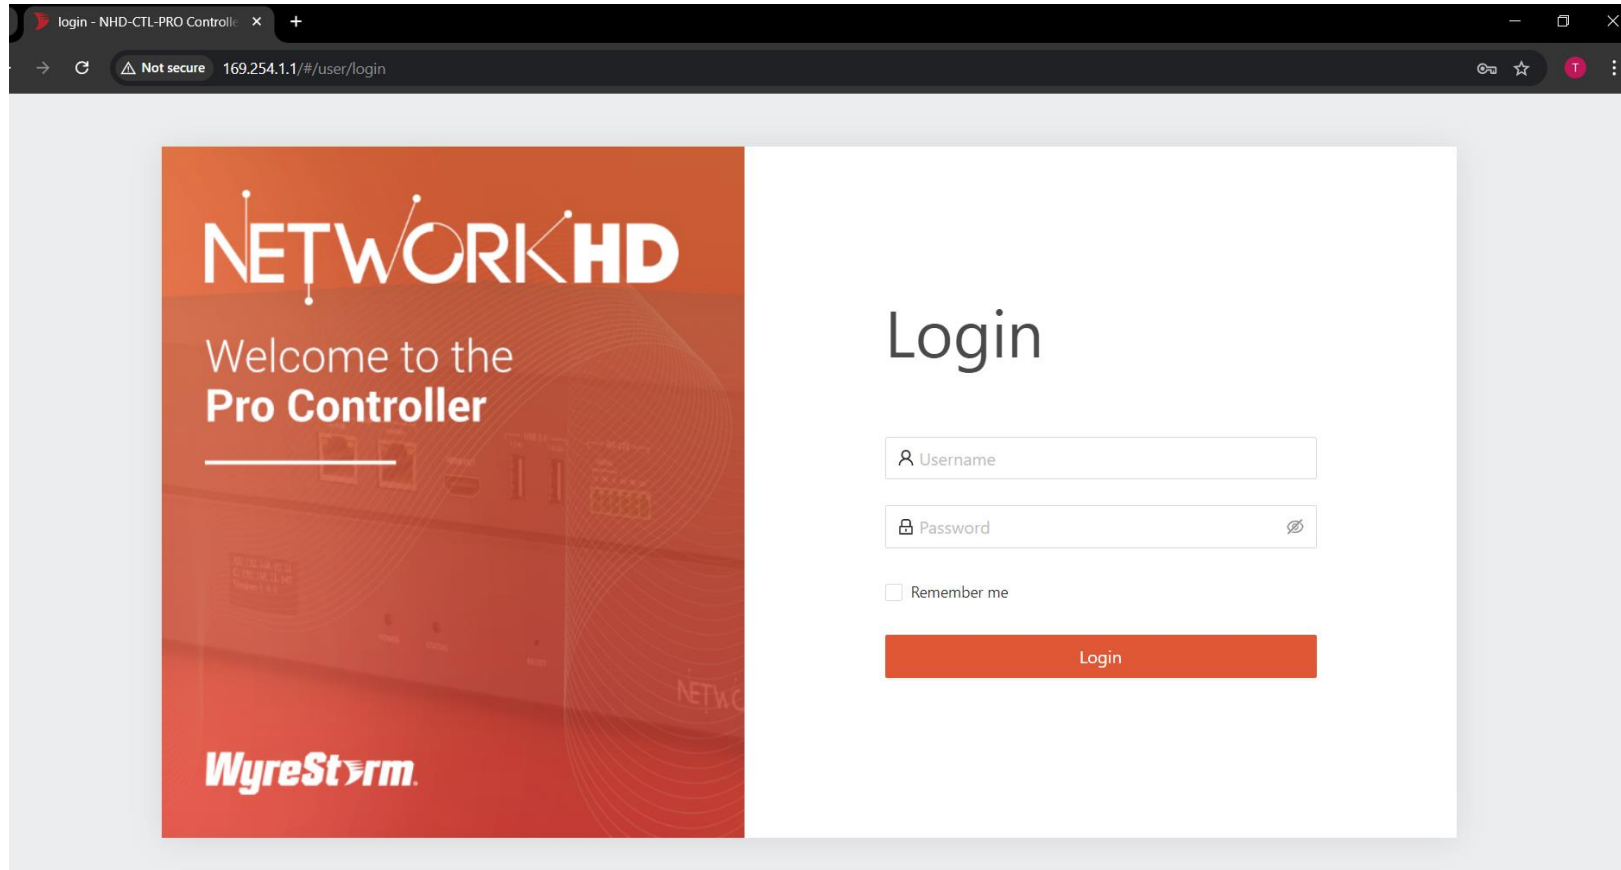 login - NHD-CTL-PRO Controlle
Not secure 169.254.1.1/#/user/login
T
NETWORKHD
Welcome to the
Pro Controller
WyreStorm
Login
Username
Password
Remember me
Login